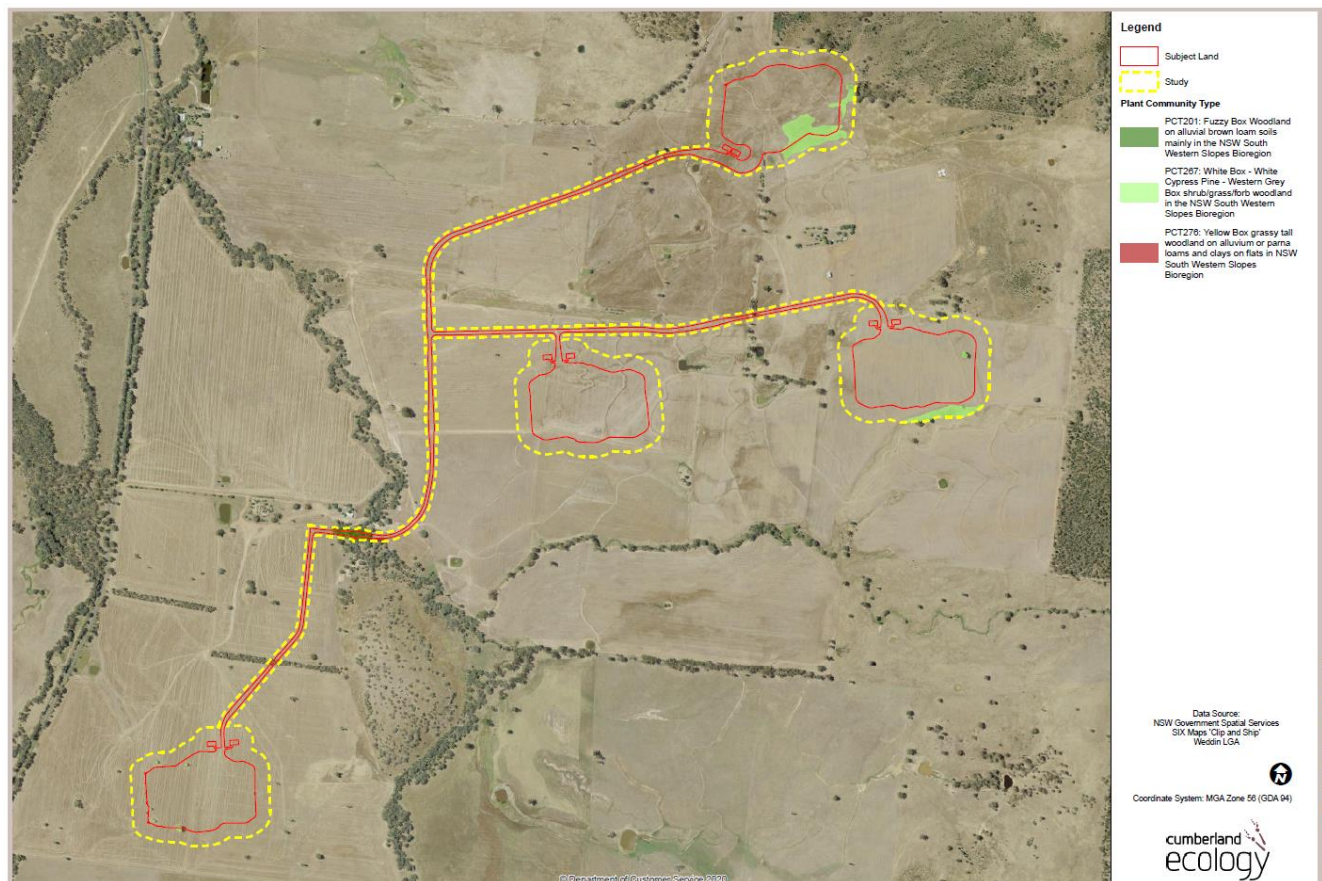 Legend
Subject Land
Study
Plant Community Type
PCT201: Fuzzy Box Woodland
on alluvial brown loam soils
mainly in the NSW South
Western Slopes Bioregion
PCT267: White Box - White
Cypress Pine - Western Grey
Box shrub/grass/forb woodland
in the NSW South Western
Slopes Bioregion
PCT276: Yellow Box grassy tall
woodland on alluvium or parna
loams and clays on flats in NSW
South Western Slopes
Bioregion
Data Source:
NSW Government Spatial Services
SIX Maps 'Clip and Ship'
Weddin LGA
N
Coordinate System: MGA Zone 56 (GDA 94)
cumberland
ecology
© Department of Customer Service 2020